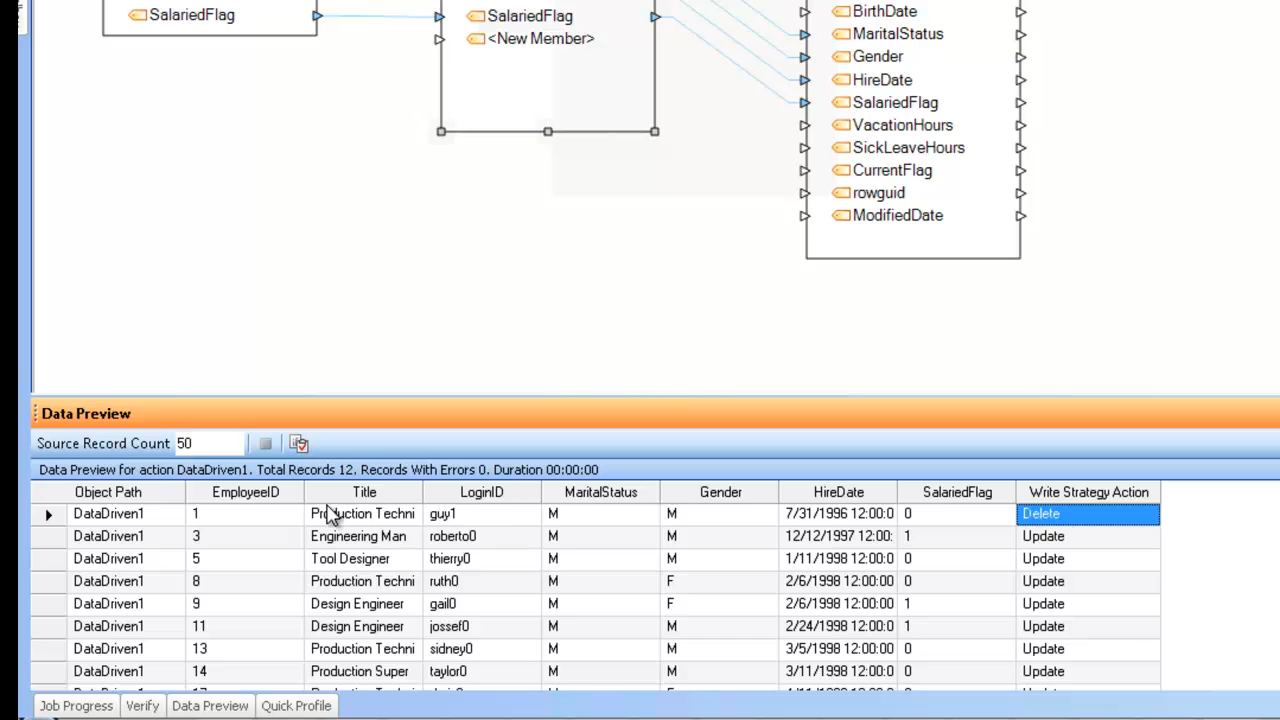 SalariedFlag
SalariedFlag
<New Member>
BirthDate
MaritalStatus
Gender
HireDate
SalariedFlag
VacationHours
SickLeaveHours
CurrentFlag
rowguid
ModifiedDate
Data Preview
Source Record Count 50
Data Preview for action DataDriven1. Total Records 12. Records With Errors 0. Duration 00:00:00
Object Path EmployeeID Title LoginID MaritalStatus Gender HireDate SalariedFlag Write Strategy Action
DataDriven1 1 Production Techni guy1 M M 7/31/1996 12:00:0 0 Delete
DataDriven1 3 Engineering Man roberto0 M M 12/12/1997 12:00: 1 Update
DataDriven1 5 Tool Designer thierry0 M M 1/11/1998 12:00:00 0 Update
DataDriven1 8 Production Techni ruth0 M F 2/6/1998 12:00:00 0 Update
DataDriven1 9 Design Engineer gail0 M F 2/6/1998 12:00:00 1 Update
DataDriven1 11 Design Engineer jossef0 M M 2/24/1998 12:00:0 1 Update
DataDriven1 13 Production Techni sidney0 M M 3/5/1998 12:00:00 0 Update
DataDriven1 14 Production Super taylor0 M M 3/11/1998 12:00:0 0 Update
Job Progress Verify Data Preview Quick Profile